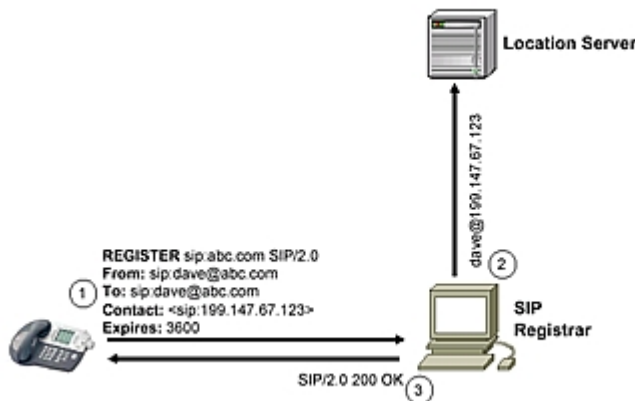 Location Server
dave@199.147.67.123
REGISTER sip:abc.com SIP/2.0
From: sip:dave@abc.com
1
To: sip:dave@abc.com
Contact: <sip:199.147.67.123>
Expires: 3600
2
SIP
Registrar
SIP/2.0 200 OK
3